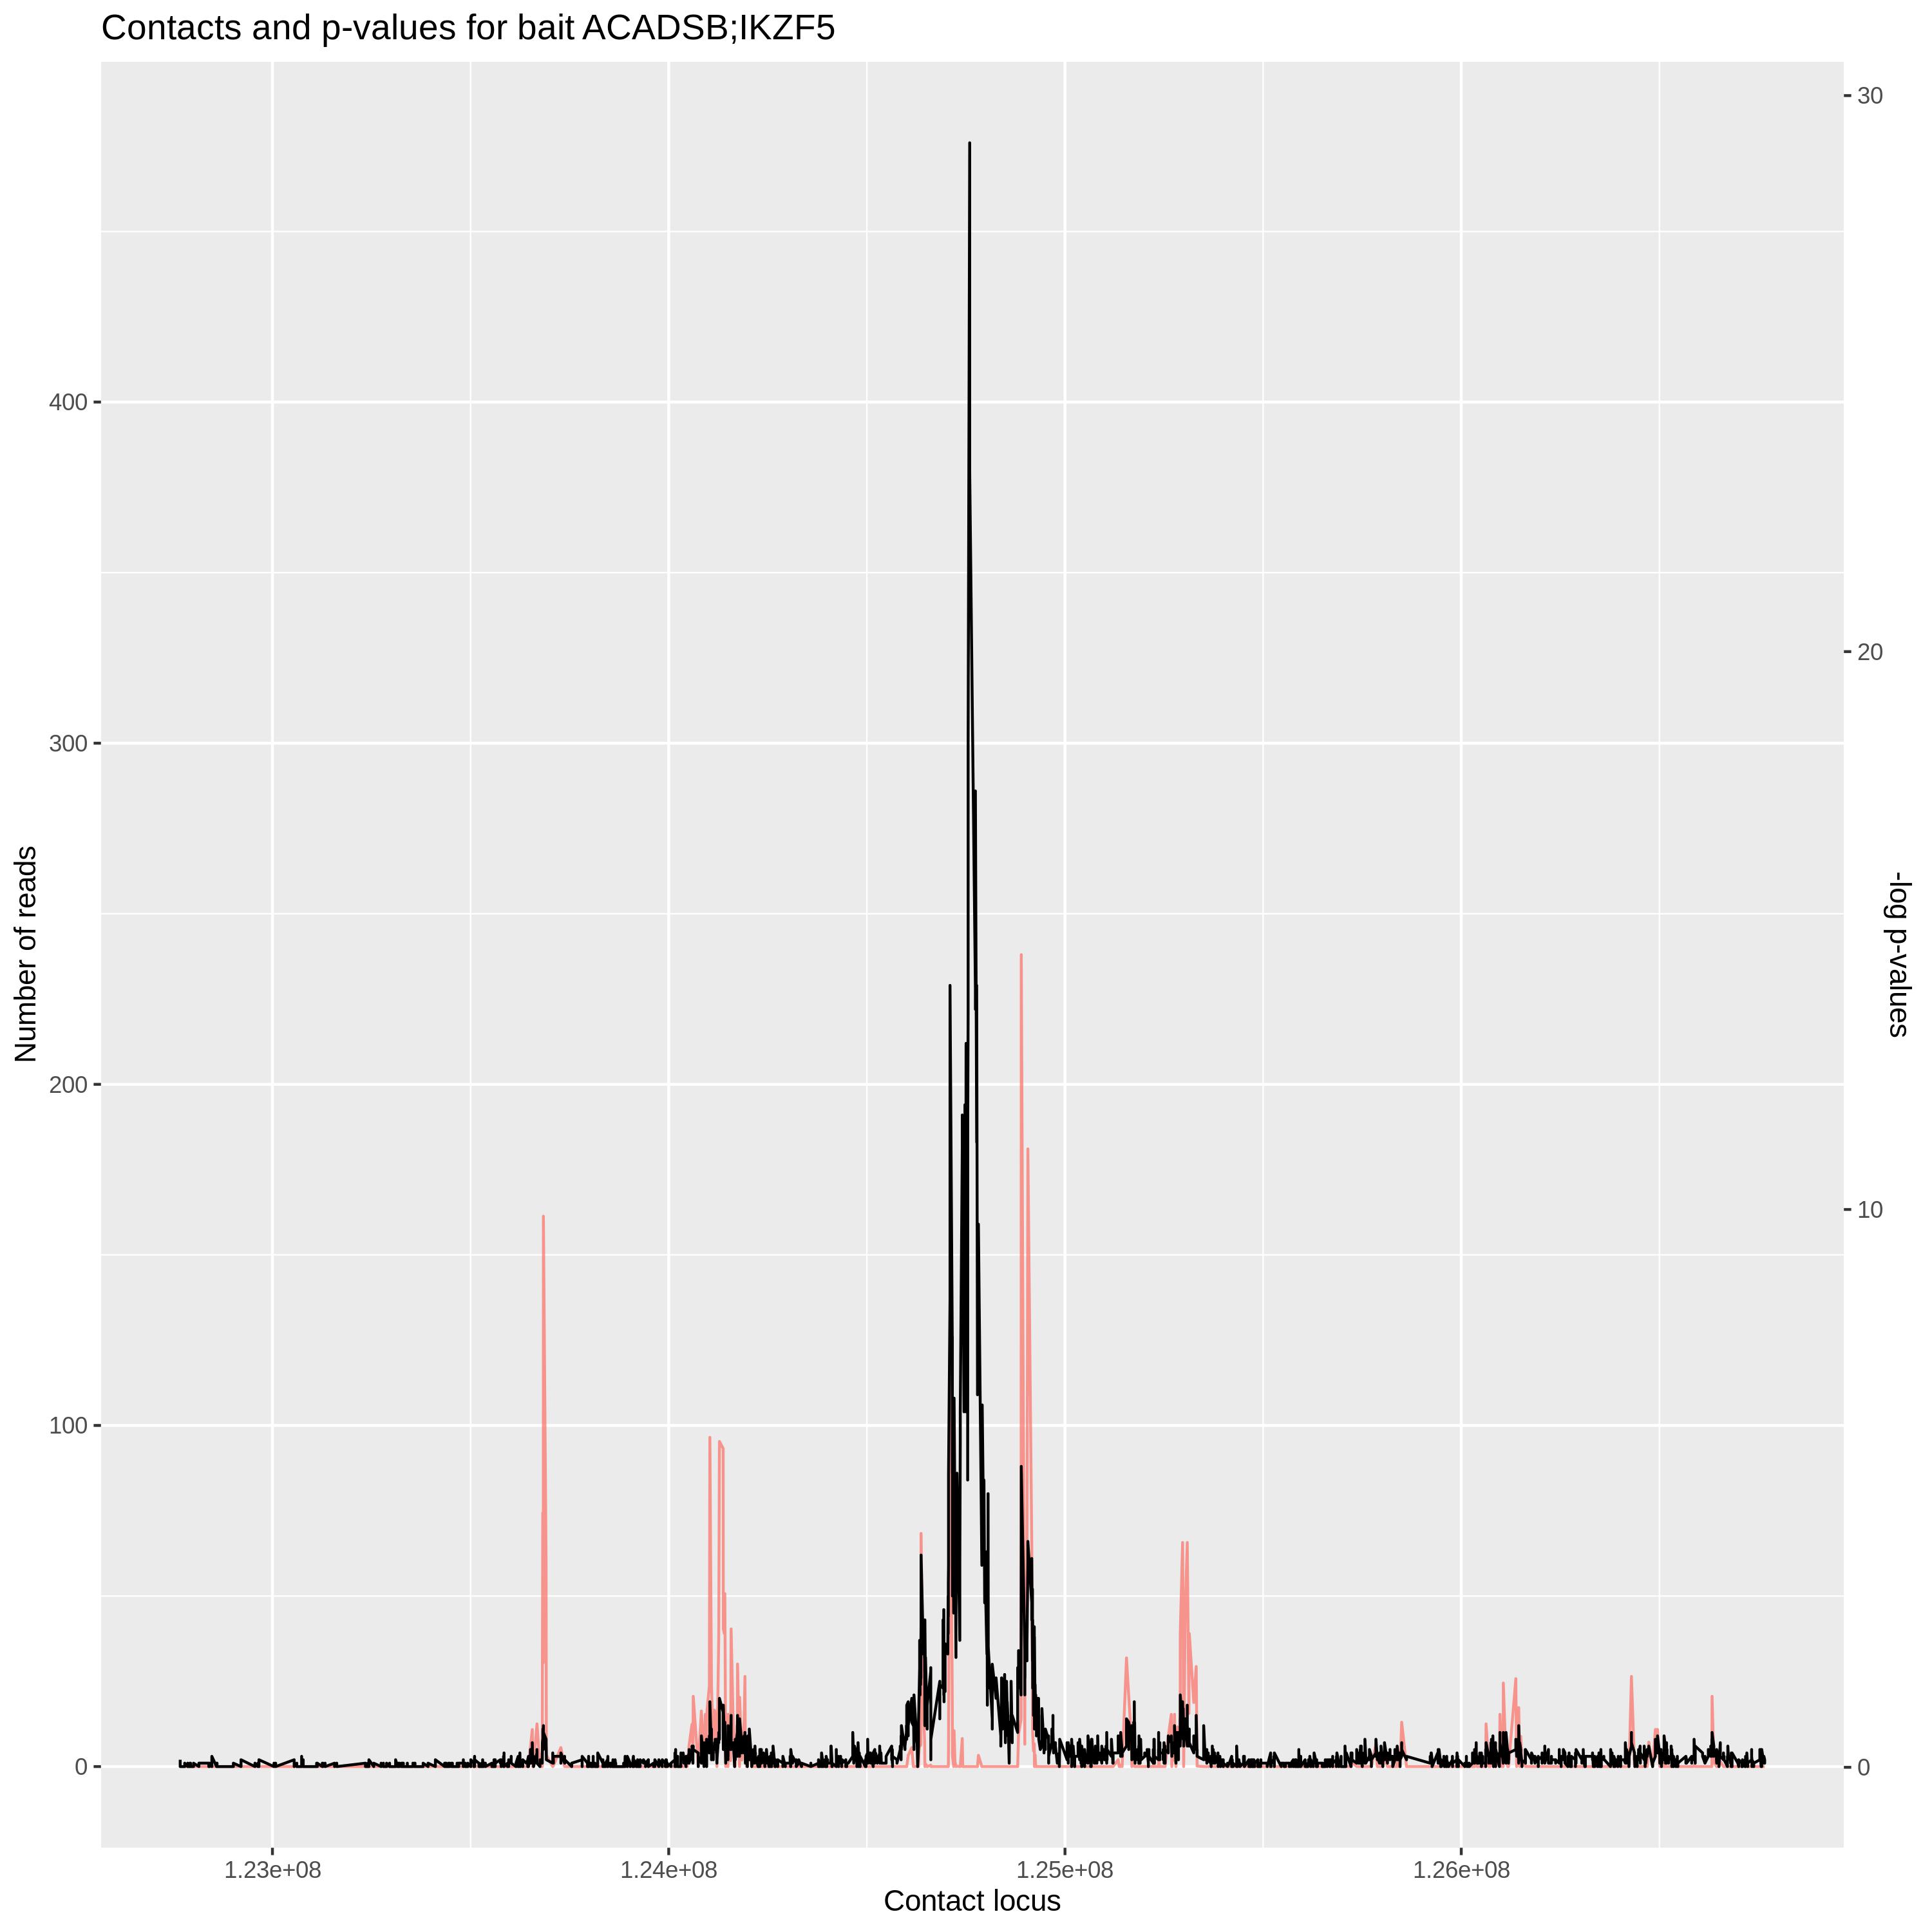 Contacts and p-values for bait ACADSB;IKZF5
Number of reads
400
300
200
100
0
30
20
10
0
-log p-values
1.23e+08
1.24e+08
1.25e+08
1.26e+08
Contact locus